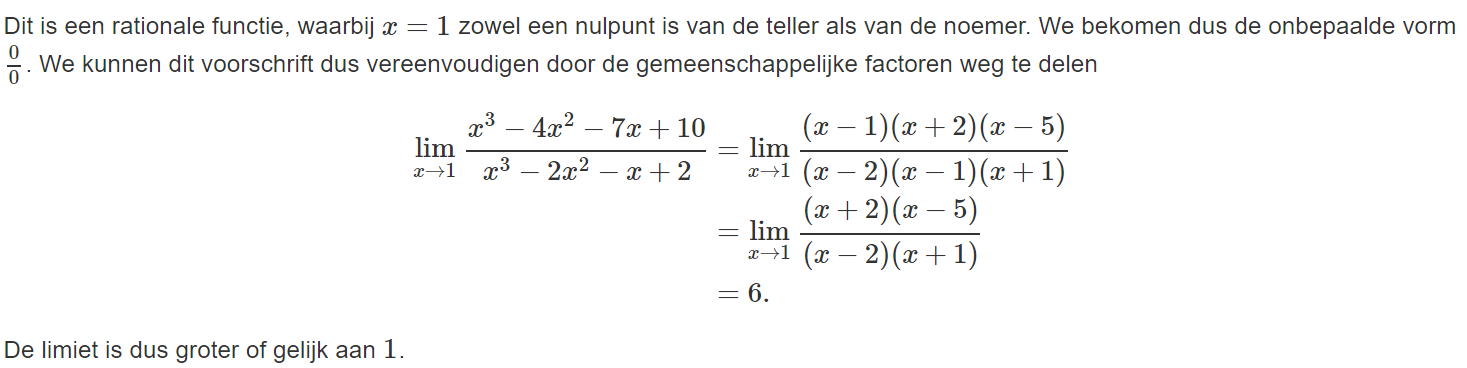 Dit is een rationale functie, waarbij $x = 1$ zowel een nulpunt is van de teller als van de noemer. We bekomen dus de onbepaalde vorm
$\frac{0}{0}$. We kunnen dit voorschrift dus vereenvoudigen door de gemeenschappelijke factoren weg te delen
$\lim_{x \to 1} \frac{x^3 - 4x^2 - 7x + 10}{x^3 - 2x^2 - x + 2} = \lim_{x \to 1} \frac{(x - 1)(x + 2)(x - 5)}{(x - 2)(x - 1)(x + 1)}$
$= \lim_{x \to 1} \frac{(x + 2)(x - 5)}{(x - 2)(x + 1)}$
$= 6.$
De limiet is dus groter of gelijk aan $1$.